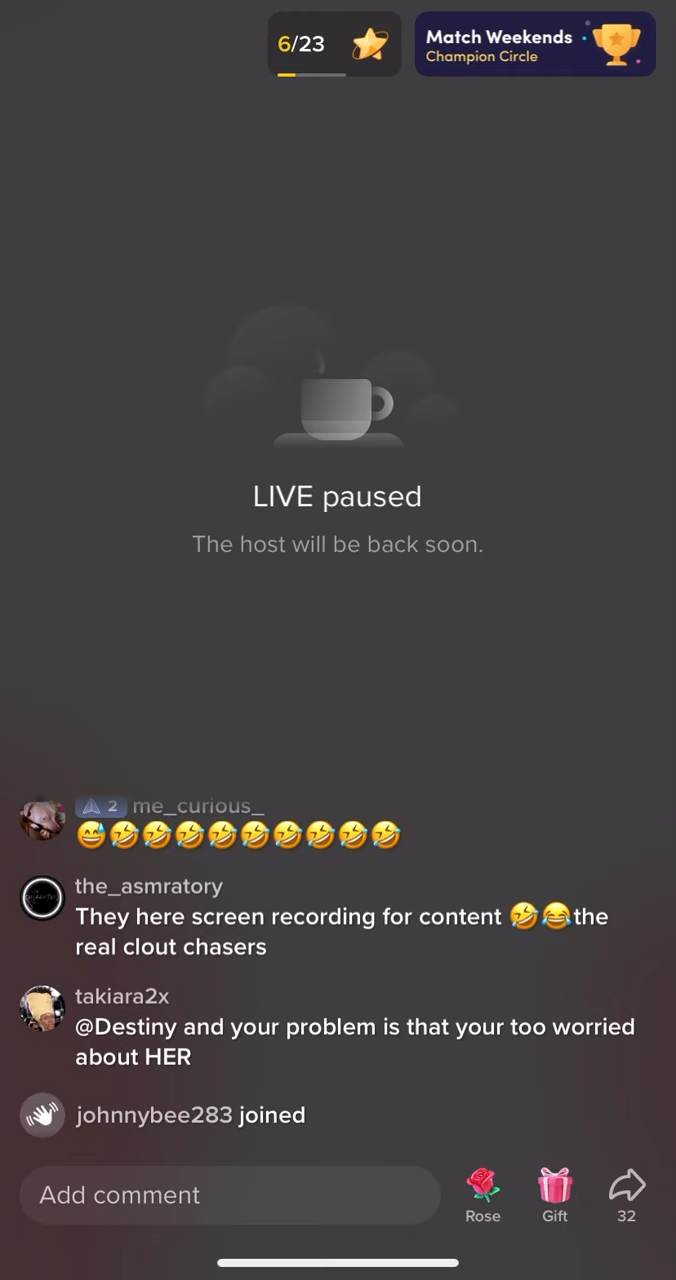 6/23
Match Weekends
Champion Circle
LIVE paused
The host will be back soon.
2 me_curious_
😅🤣🤣🤣🤣🤣🤣🤣🤣🤣
the_asmratory
They here screen recording for content 🤣😂the
real clout chasers
takiara2x
@Destiny and your problem is that your too worried
about HER
johnnybee283 joined
Add comment
Rose
Gift
32